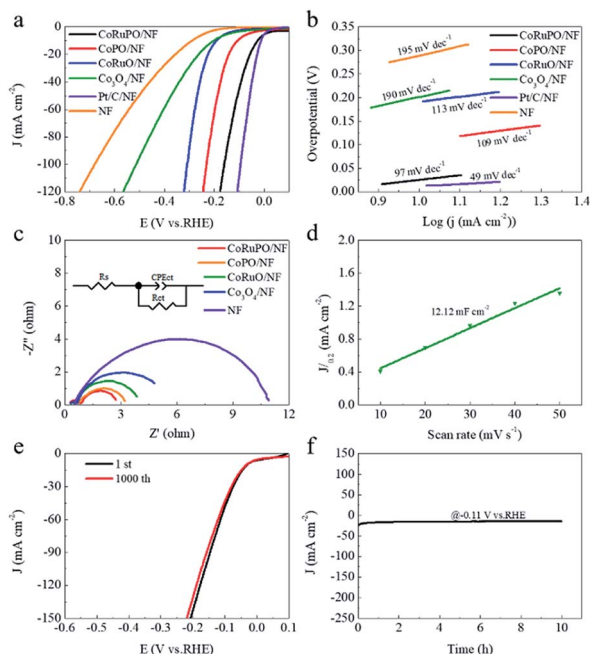 a
CoRuPO/NF
CoPO/NF
CoRuO/NF
Co₃O₄/NF
Pt/C/NF
NF
J (mA cm⁻²)
0
-20
-40
-60
-80
-100
-120
-0.8 -0.6 -0.4 -0.2 0.0
E (V vs.RHE)
b
CoRuPO/NF
CoPO/NF
CoRuO/NF
Co₃O₄/NF
Pt/C/NF
NF
195 mV dec⁻¹
190 mV dec⁻¹
113 mV dec⁻¹
109 mV dec⁻¹
97 mV dec⁻¹
49 mV dec⁻¹
Overpotential (V)
0.35
0.30
0.25
0.20
0.15
0.10
0.05
0.00
0.9 1.0 1.1 1.2 1.3 1.4
Log (j (mA cm⁻²))
c
CoRuPO/NF
CoPO/NF
CoRuO/NF
Co₃O₄/NF
NF
Rs
CPEct
Rct
-Z" (ohm)
8
6
4
2
0
0 3 6 9 12
Z' (ohm)
d
12.12 mF cm⁻²
J/0.2 (mA cm⁻²)
2.0
1.6
1.2
0.8
0.4
0.0
10 20 30 40 50
Scan rate (mV s⁻¹)
e
1 st
1000 th
J (mA cm⁻²)
0
-30
-60
-90
-120
-150
-0.6 -0.5 -0.4 -0.3 -0.2 -0.1 0.0 0.1
E (V vs.RHE)
f
@-0.11 V vs.RHE
J (mA cm⁻²)
150
100
50
0
-50
-100
-150
-200
-250
0 2 4 6 8 10
Time (h)